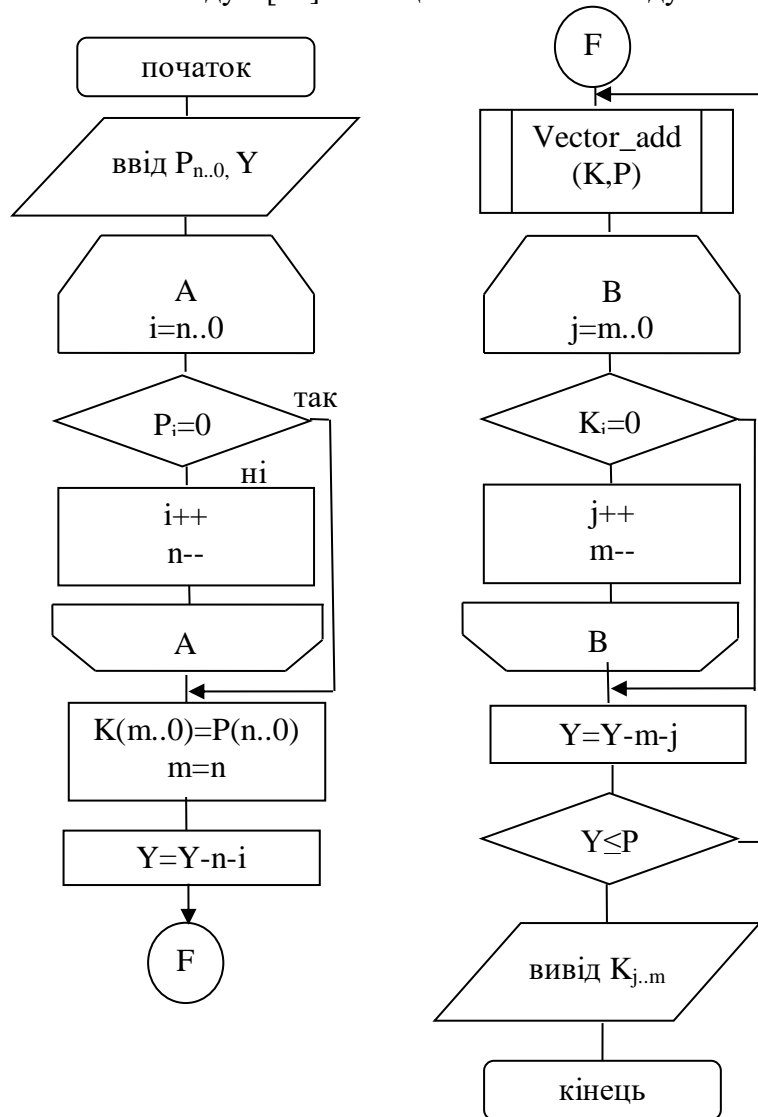 початок
ввід Pn..0, Y
A
i=n..0
Pi=0
так
ні
i++
n--
A
K(m..0)=P(n..0)
m=n
Y=Y-n-i
F
F
Vector_add
(K,P)
B
j=m..0
Ki=0
j++
m--
B
Y=Y-m-j
Y≤P
вивід Kj..m
кінець